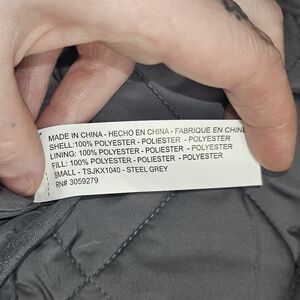 MADE IN CHINA - HECHO EN CHINA - FABRIQUE EN CHINE
SHELL:100% POLYESTER - POLIESTER - POLYESTER
LINING: 100% POLYESTER - POLIESTER - POLYESTER
FILL: 100% POLYESTER - POLIESTER - POLYESTER
SMALL - TSJKX1040 - STEEL GREY
RN# 3059279